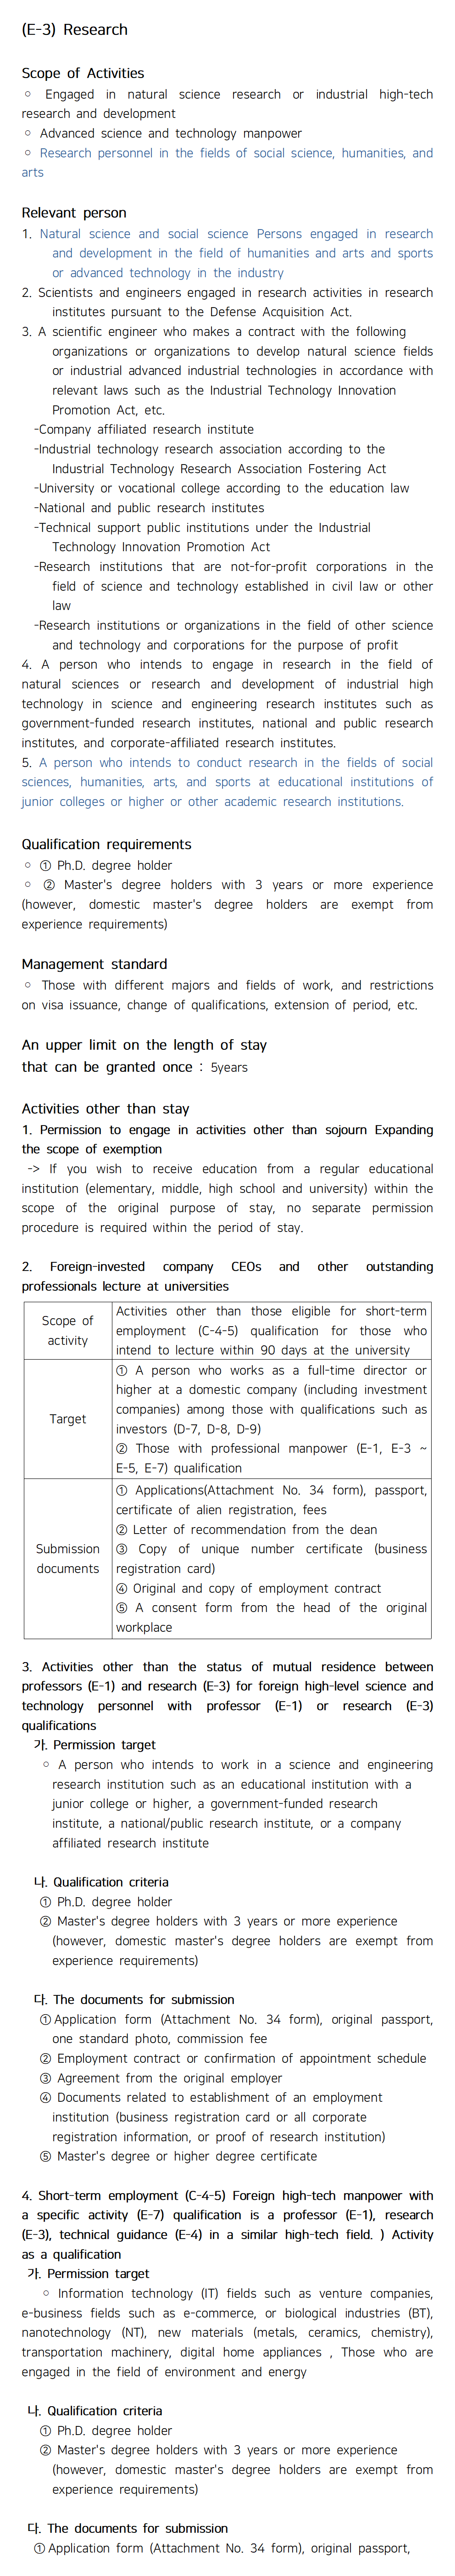 (E-3) Research
Scope of Activities
◦ Engaged in natural science research or industrial high-tech
research and development
◦ Advanced science and technology manpower
◦ Research personnel in the fields of social science, humanities, and
arts
Relevant person
1. Natural science and social science Persons engaged in research
and development in the field of humanities and arts and sports
or advanced technology in the industry
2. Scientists and engineers engaged in research activities in research
institutes pursuant to the Defense Acquisition Act.
3. A scientific engineer who makes a contract with the following
organizations or organizations to develop natural science fields
or industrial advanced industrial technologies in accordance with
relevant laws such as the Industrial Technology Innovation
Promotion Act, etc.
-Company affiliated research institute
-Industrial technology research association according to the
Industrial Technology Research Association Fostering Act
-University or vocational college according to the education law
-National and public research institutes
-Technical support public institutions under the Industrial
Technology Innovation Promotion Act
-Research institutions that are not-for-profit corporations in the
field of science and technology established in civil law or other
law
-Research institutions or organizations in the field of other science
and technology and corporations for the purpose of profit
4. A person who intends to engage in research in the field of
natural sciences or research and development of industrial high
technology in science and engineering research institutes such as
government-funded research institutes, national and public research
institutes, and corporate-affiliated research institutes.
5. A person who intends to conduct research in the fields of social
sciences, humanities, arts, and sports at educational institutions of
junior colleges or higher or other academic research institutions.
Qualification requirements
◦ ① Ph.D. degree holder
◦ ② Master's degree holders with 3 years or more experience
(however, domestic master's degree holders are exempt from
experience requirements)
Management standard
◦ Those with different majors and fields of work, and restrictions
on visa issuance, change of qualifications, extension of period, etc.
An upper limit on the length of stay
that can be granted once : 5years
Activities other than stay
1. Permission to engage in activities other than sojourn Expanding
the scope of exemption
-> If you wish to receive education from a regular educational
institution (elementary, middle, high school and university) within the
scope of the original purpose of stay, no separate permission
procedure is required within the period of stay.
2. Foreign-invested company CEOs and other outstanding
professionals lecture at universities
Scope of
activity
Activities other than those eligible for short-term
employment (C-4-5) qualification for those who
intend to lecture within 90 days at the university
Target
① A person who works as a full-time director or
higher at a domestic company (including investment
companies) among those with qualifications such as
investors (D-7, D-8, D-9)
② Those with professional manpower (E-1, E-3 ~
E-5, E-7) qualification
Submission
documents
① Applications(Attachment No. 34 form), passport,
certificate of alien registration, fees
② Letter of recommendation from the dean
③ Copy of unique number certificate (business
registration card)
④ Original and copy of employment contract
⑤ A consent form from the head of the original
workplace
3. Activities other than the status of mutual residence between
professors (E-1) and research (E-3) for foreign high-level science and
technology personnel with professor (E-1) or research (E-3)
qualifications
가. Permission target
◦ A person who intends to work in a science and engineering
research institution such as an educational institution with a
junior college or higher, a government-funded research
institute, a national/public research institute, or a company
affiliated research institute
나. Qualification criteria
① Ph.D. degree holder
② Master's degree holders with 3 years or more experience
(however, domestic master's degree holders are exempt from
experience requirements)
다. The documents for submission
① Application form (Attachment No. 34 form), original passport,
one standard photo, commission fee
② Employment contract or confirmation of appointment schedule
③ Agreement from the original employer
④ Documents related to establishment of an employment
institution (business registration card or all corporate
registration information, or proof of research institution)
⑤ Master's degree or higher degree certificate
4. Short-term employment (C-4-5) Foreign high-tech manpower with
a specific activity (E-7) qualification is a professor (E-1), research
(E-3), technical guidance (E-4) in a similar high-tech field. ) Activity
as a qualification
가. Permission target
◦ Information technology (IT) fields such as venture companies,
e-business fields such as e-commerce, or biological industries (BT),
nanotechnology (NT), new materials (metals, ceramics, chemistry),
transportation machinery, digital home appliances , Those who are
engaged in the field of environment and energy
나. Qualification criteria
① Ph.D. degree holder
② Master's degree holders with 3 years or more experience
(however, domestic master's degree holders are exempt from
experience requirements)
다. The documents for submission
① Application form (Attachment No. 34 form), original passport,